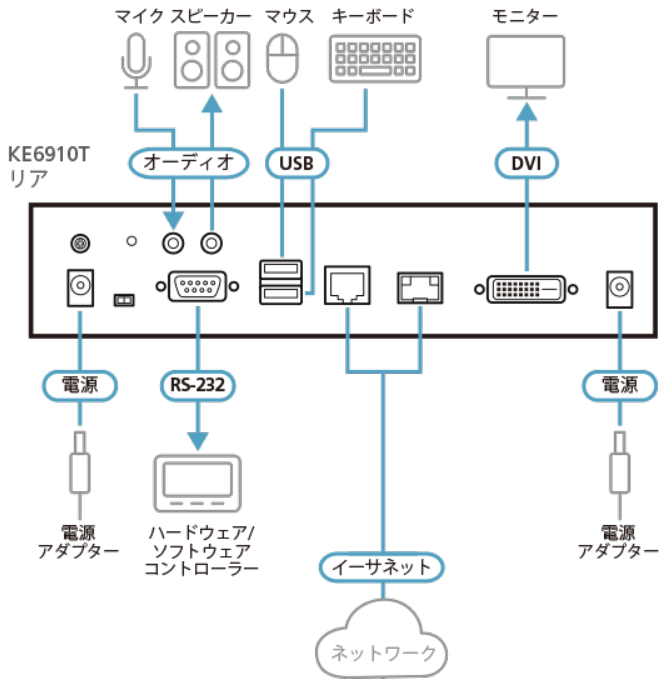 マイク スピーカー マウス キーボード モニター
KE6910T
リア
オーディオ USB DVI
電源 RS-232 電源
電源
アダプター
ハードウェア/
ソフトウェア
コントローラー
電源
アダプター
イーサネット
ネットワーク